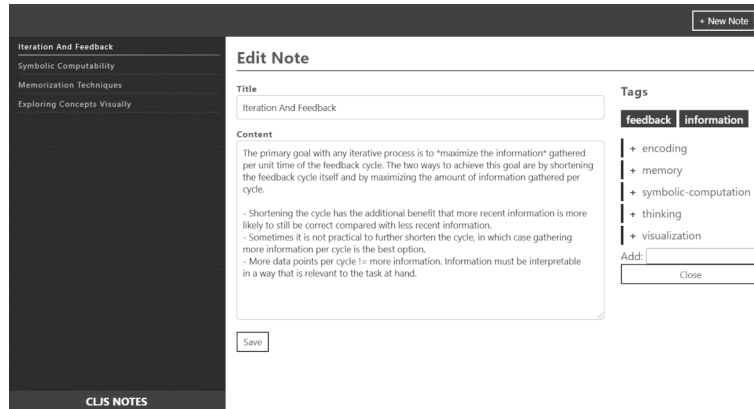 + New Note
Iteration And Feedback
Symbolic Computability
Memorization Techniques
Exploring Concepts Visually
CLJS NOTES
Edit Note
Title
Iteration And Feedback
Content
The primary goal with any iterative process is to *maximize the information* gathered
per unit time of the feedback cycle. The two ways to achieve this goal are by shortening
the feedback cycle itself and by maximizing the amount of information gathered per
cycle.
- Shortening the cycle has the additional benefit that more recent information is more
likely to still be correct compared with less recent information.
- Sometimes it is not practical to further shorten the cycle, in which case gathering
more information per cycle is the best option.
- More data points per cycle != more information. Information must be interpretable
in a way that is relevant to the task at hand.
Save
Tags
feedback information
+ encoding
+ memory
+ symbolic-computation
+ thinking
+ visualization
Add:
Close